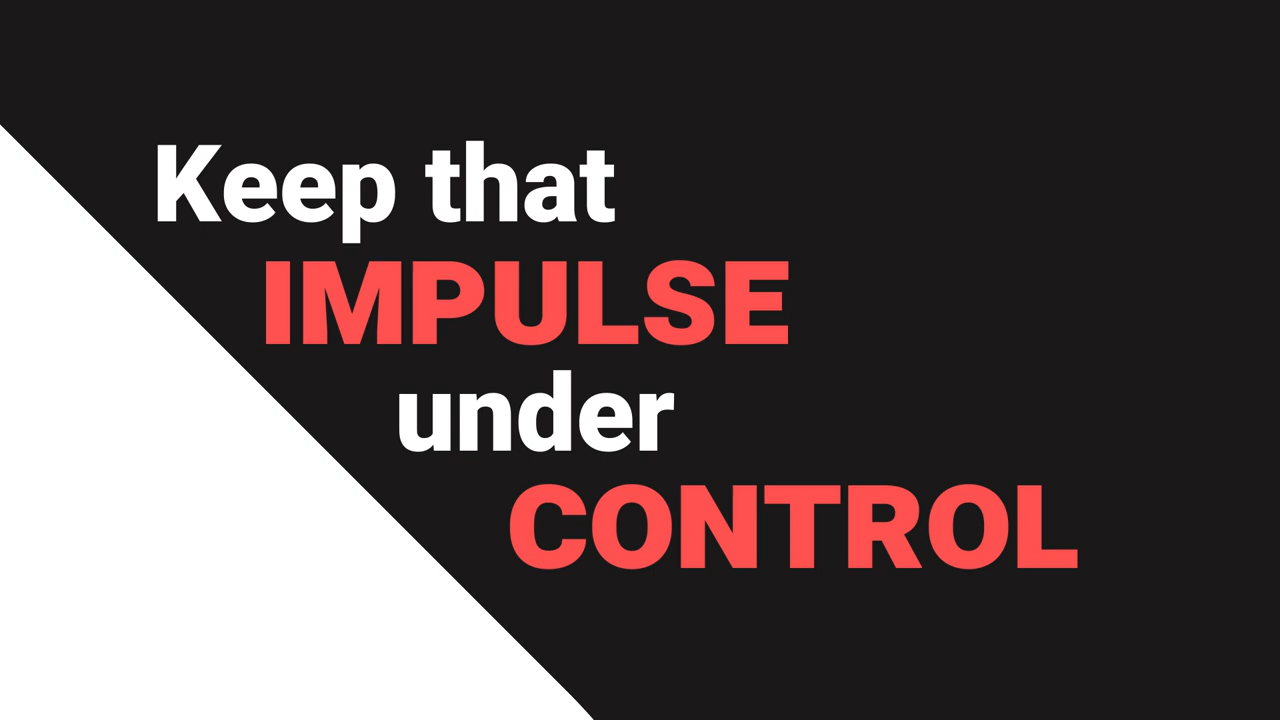 Keep that
IMPULSE
under
CONTROL